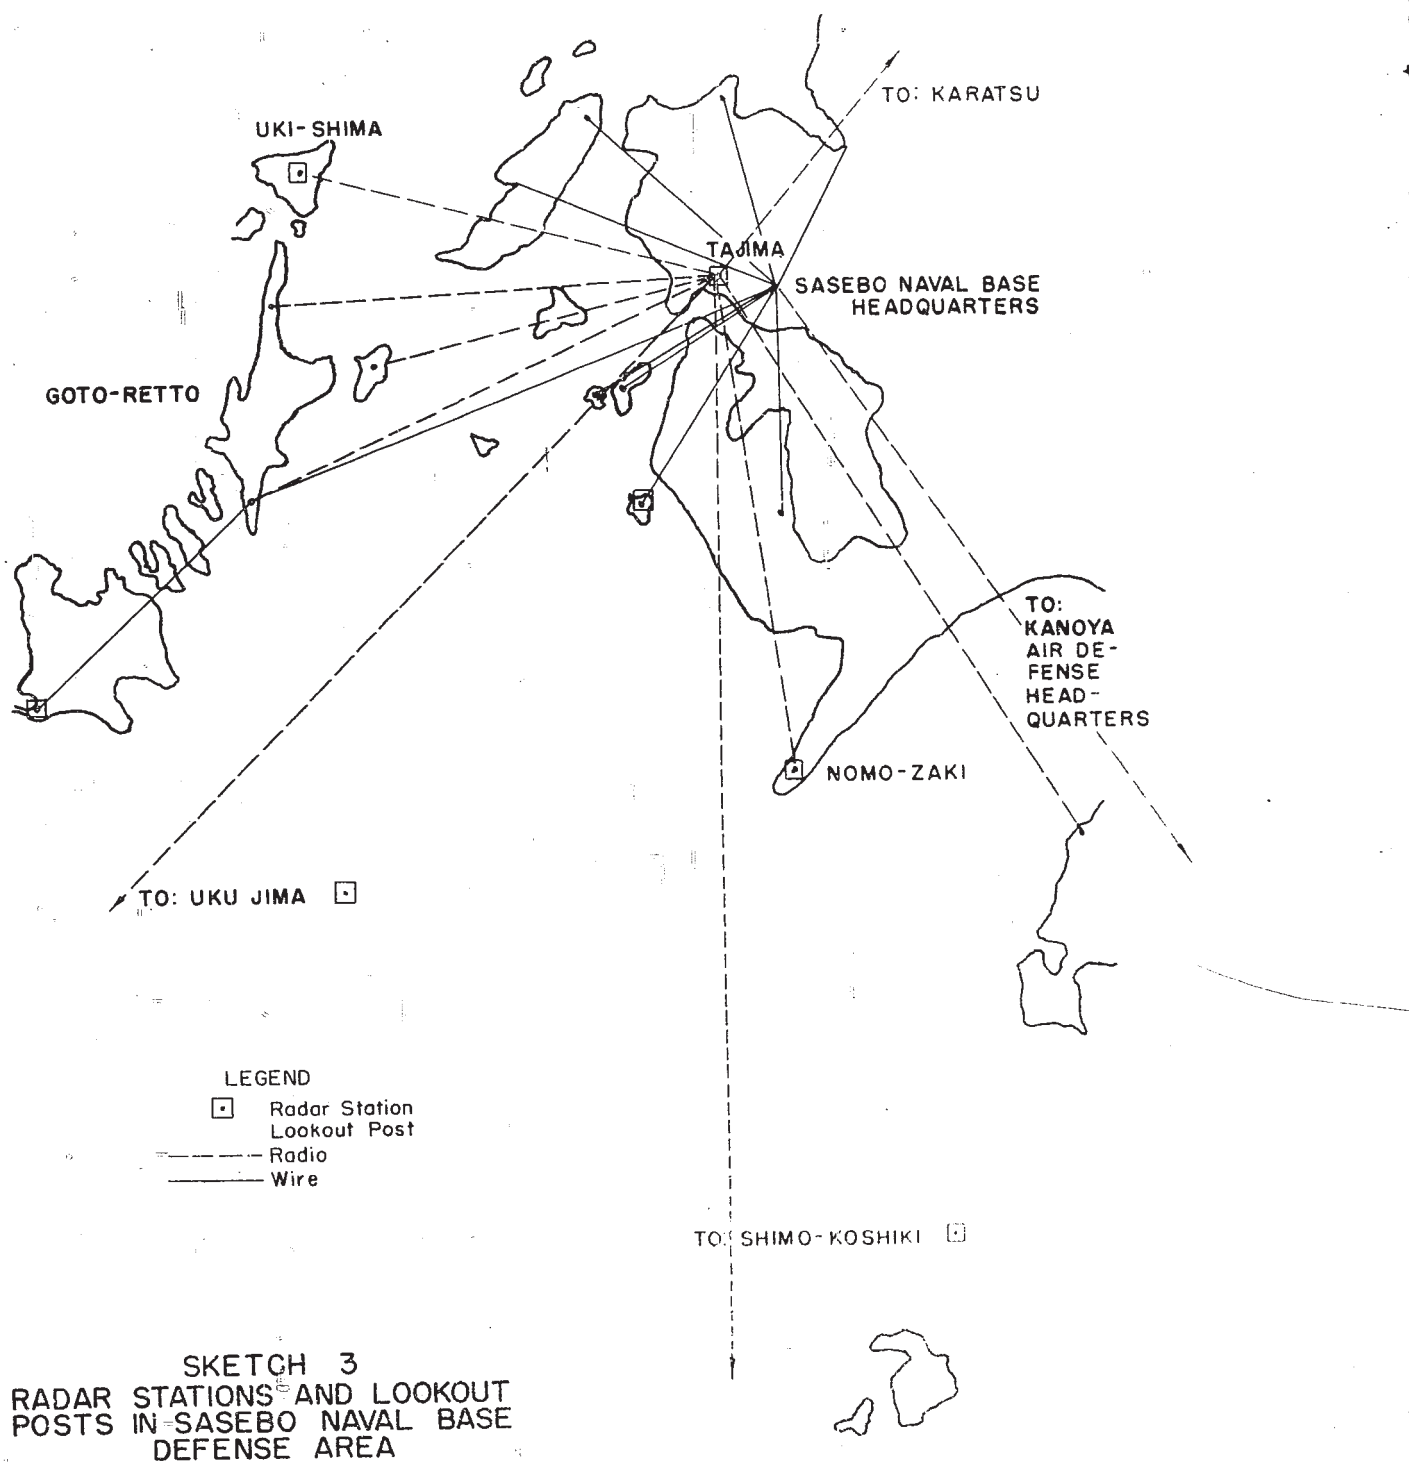 TO: KARATSU
UKI-SHIMA
TAJIMA
SASEBO NAVAL BASE
HEADQUARTERS
GOTO-RETTO
TO:
KANOYA
AIR DE-
FENSE
HEAD-
QUARTERS
NOMO-ZAKI
TO: UKU JIMA
LEGEND
Radar Station
Lookout Post
Radio
Wire
TO: SHIMO-KOSHIKI
SKETCH 3
RADAR STATIONS AND LOOKOUT
POSTS IN SASEBO NAVAL BASE
DEFENSE AREA